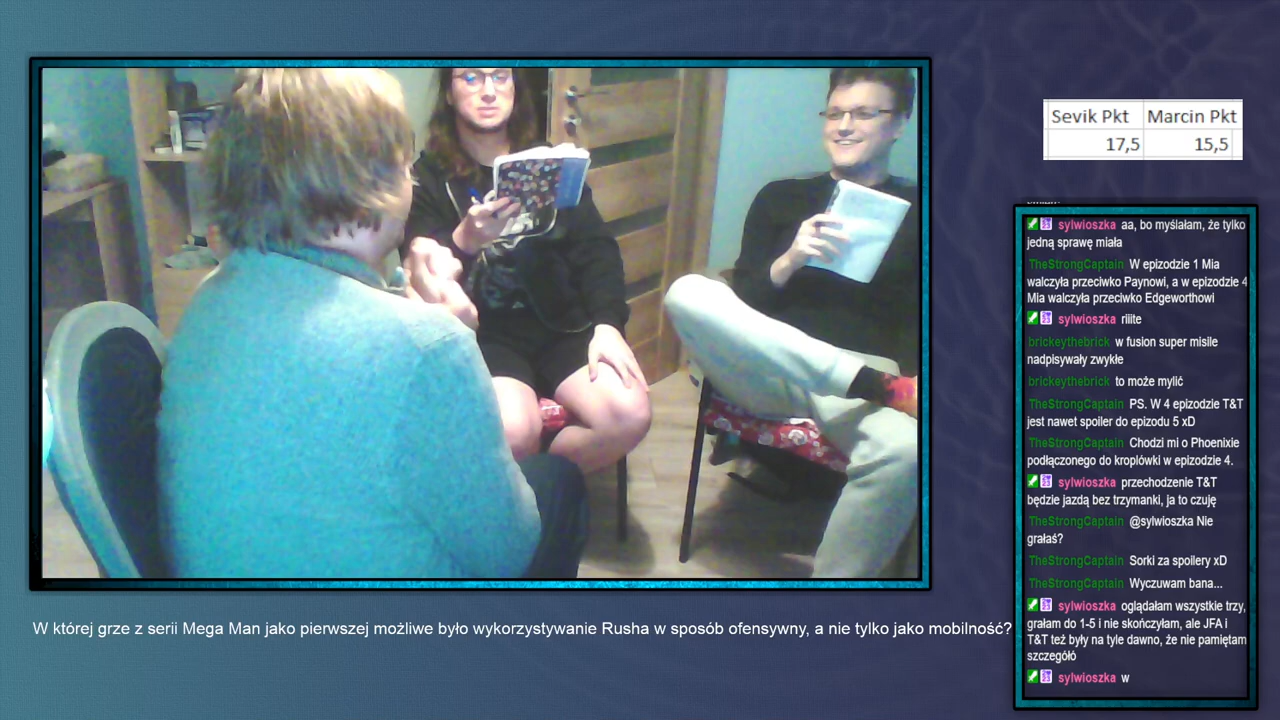 Sevik Pkt Marcin Pkt
17,5 15,5
sylwioszka aa, bo myślałam, że tylko
jedną sprawę miała
TheStrongCaptain W epizodzie 1 Mia
walczyła przeciwko Paynowi, a w epizodzie 4
Mia walczyła przeciwko Edgeworthowi
sylwioszka riiite
brickeythebrick w fusion super misile
nadpisywały zwykłe
brickeythebrick to może mylić
TheStrongCaptain PS. W 4 epizodzie T&T
jest nawet spoiler do epizodu 5 xD
TheStrongCaptain Chodzi mi o Phoenixie
podłączonego do kroplówki w epizodzie 4.
sylwioszka przechodzenie T&T
będzie jazdą bez trzymanki, ja to czuję
TheStrongCaptain @sylwioszka Nie
grałaś?
TheStrongCaptain Sorki za spoilery xD
TheStrongCaptain Wyczuwam bana...
sylwioszka oglądałam wszystkie trzy,
grałam do 1-5 i nie skończyłam, ale JFA i
T&T też były na tyle dawno, że nie pamiętam
szczegółó
sylwioszka w
W której grze z serii Mega Man jako pierwszej możliwe było wykorzystywanie Rusha w sposób ofensywny, a nie tylko jako mobilność?